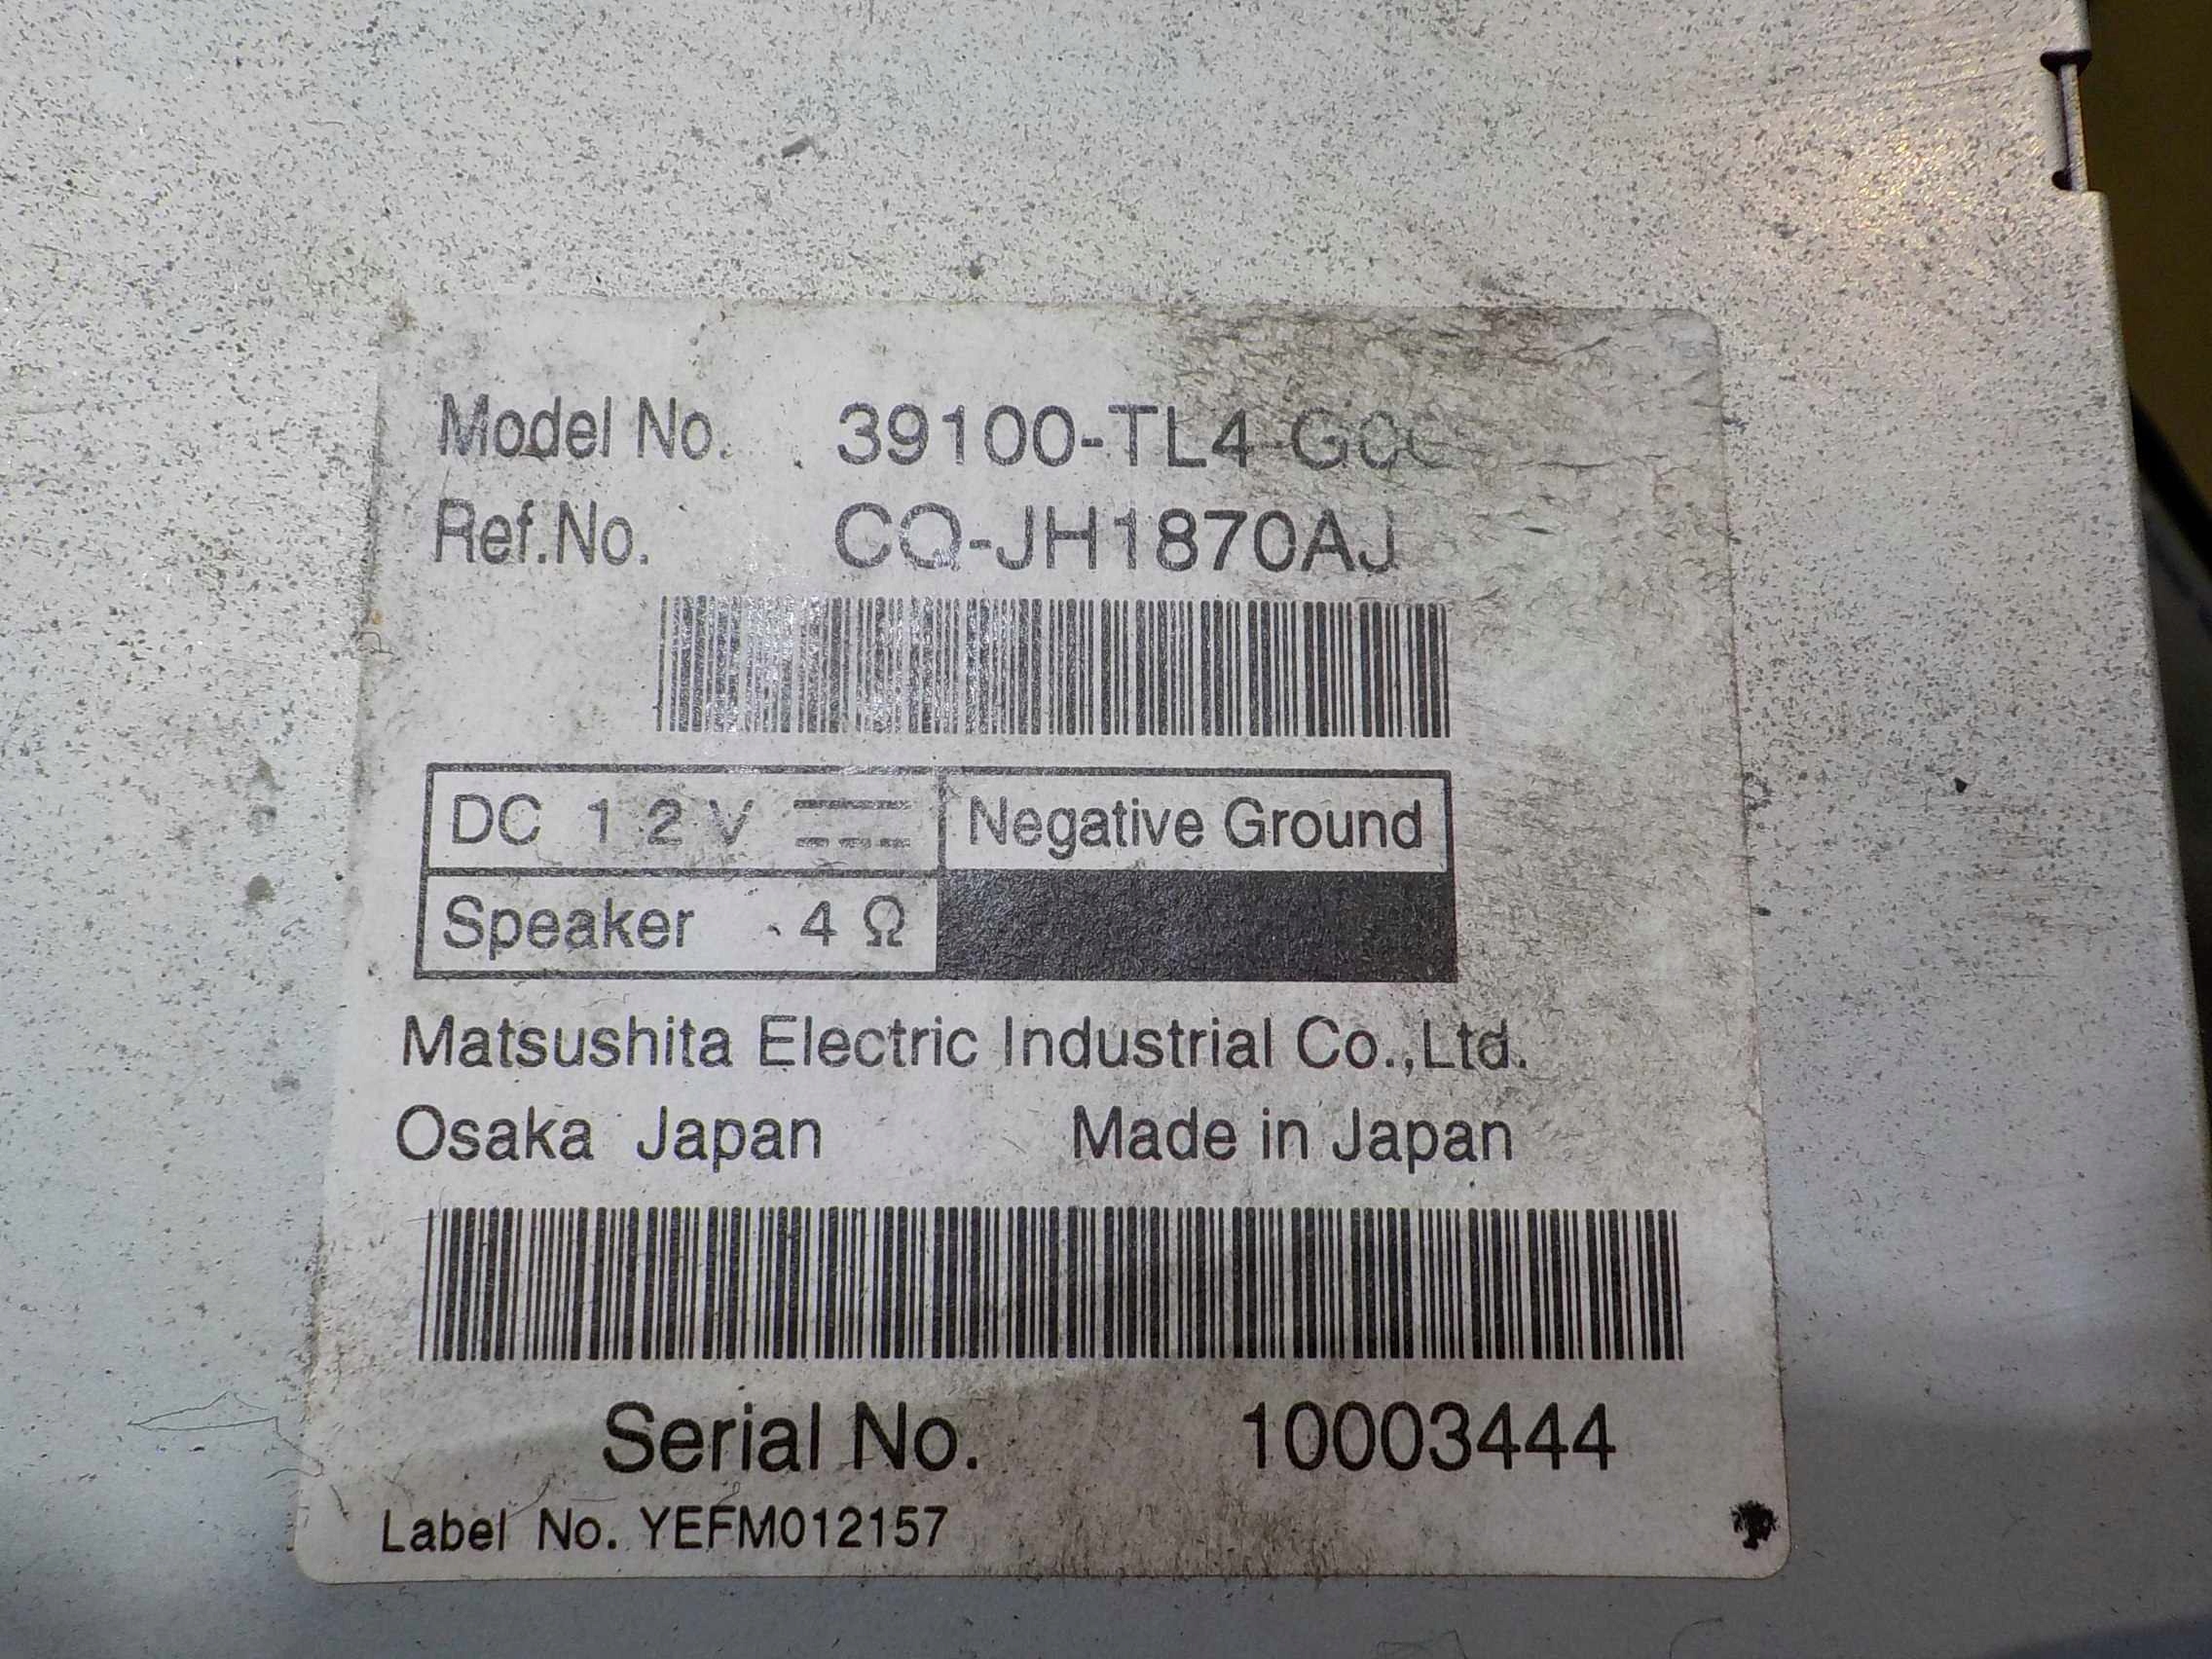 Model No. 39100-TL4-G00
Ref.No. CQ-JH1870AJ
DC 12V Negative Ground
Speaker 4 Ω
Matsushita Electric Industrial Co.,Ltd.
Osaka Japan Made in Japan
Serial No. 10003444
Label No. YEFM012157